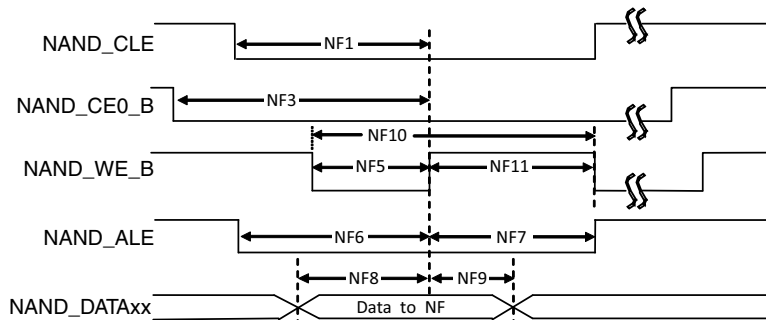 NAND_CLE
NF1
NAND_CE0_B
NF3
NF10
NAND_WE_B
NF5
NF11
NAND_ALE
NF6
NF7
NF8
NF9
NAND_DATAxx
Data to NF